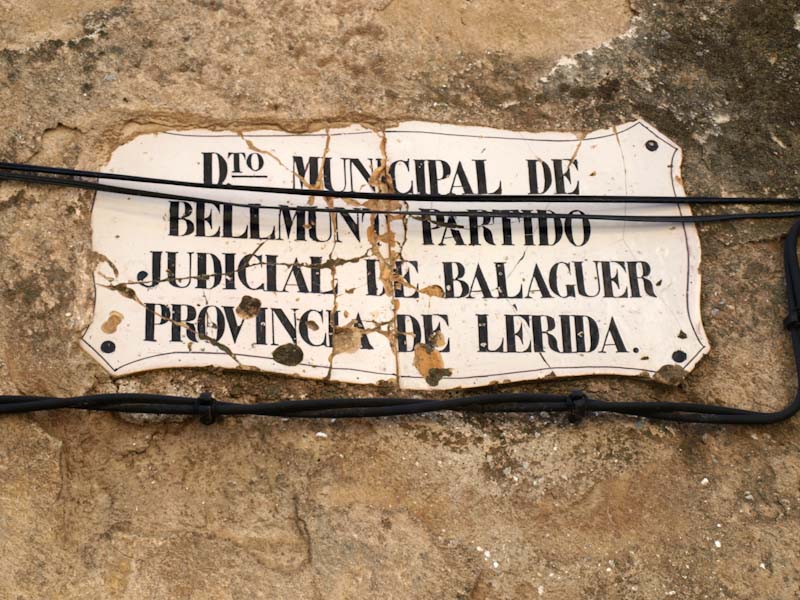 DTO MUNICIPAL DE
BELLMUNT PARTIDO
JUDICIAL DE BALAGUER
PROVINCIA DE LERIDA.